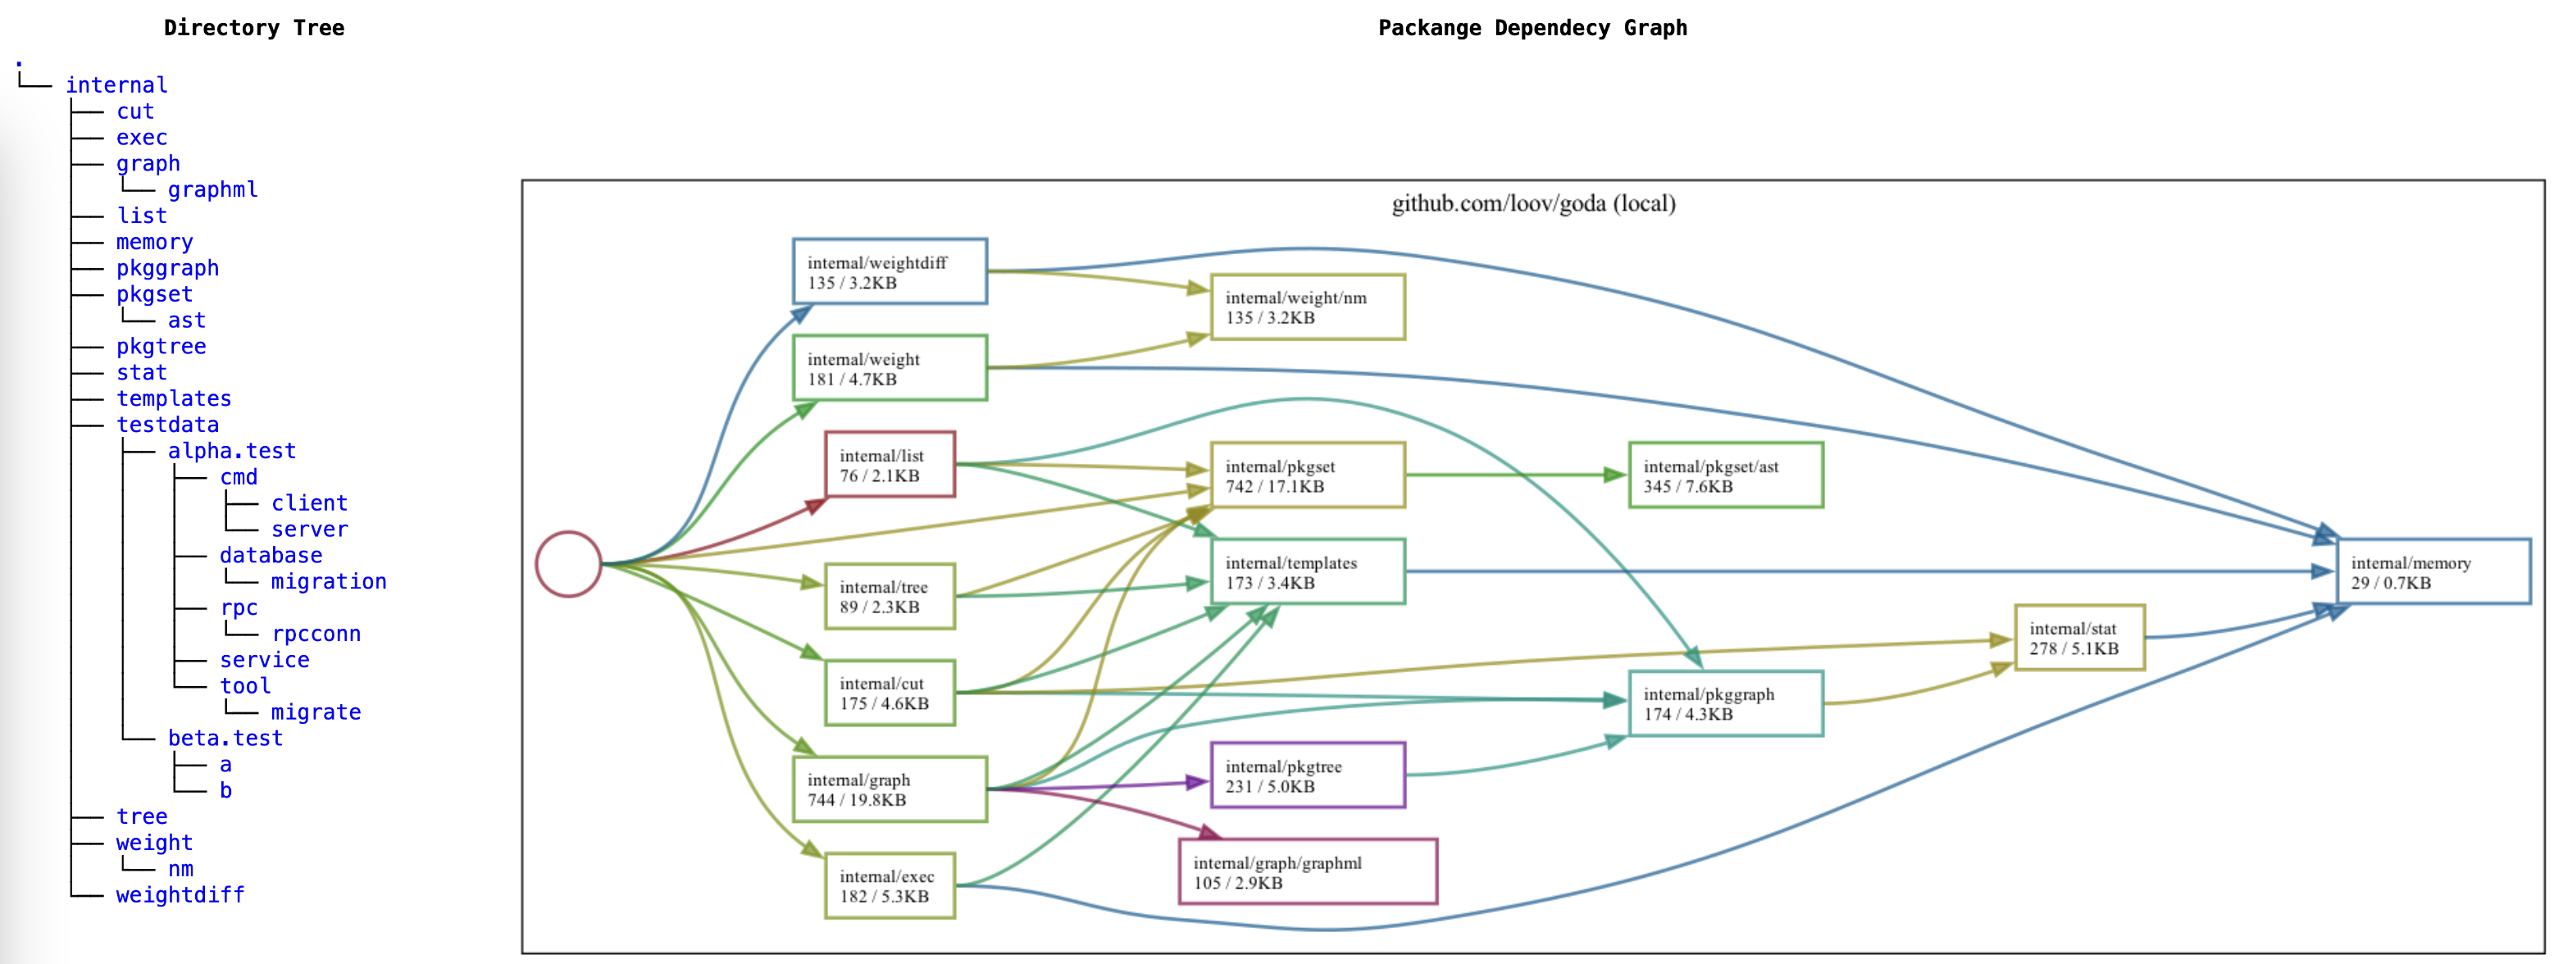 Directory Tree
.
└── internal
├── cut
├── exec
├── graph
│   └── graphml
├── list
├── memory
├── pkggraph
├── pkgset
│   └── ast
├── pkgtree
├── stat
├── templates
├── testdata
│   ├── alpha.test
│   │   ├── cmd
│   │   │   ├── client
│   │   │   └── server
│   │   ├── database
│   │   │   └── migration
│   │   ├── rpc
│   │   │   └── rpcconn
│   │   ├── service
│   │   └── tool
│   │       └── migrate
│   └── beta.test
│       ├── a
│       └── b
├── tree
├── weight
│   └── nm
└── weightdiff
Packange Dependecy Graph
github.com/loov/goda (local)
internal/weightdiff
135 / 3.2KB
internal/weight/nm
135 / 3.2KB
internal/weight
181 / 4.7KB
internal/list
76 / 2.1KB
internal/pkgset
742 / 17.1KB
internal/pkgset/ast
345 / 7.6KB
internal/templates
173 / 3.4KB
internal/memory
29 / 0.7KB
internal/tree
89 / 2.3KB
internal/stat
278 / 5.1KB
internal/cut
175 / 4.6KB
internal/pkggraph
174 / 4.3KB
internal/graph
744 / 19.8KB
internal/pkgtree
231 / 5.0KB
internal/graph/graphml
105 / 2.9KB
internal/exec
182 / 5.3KB